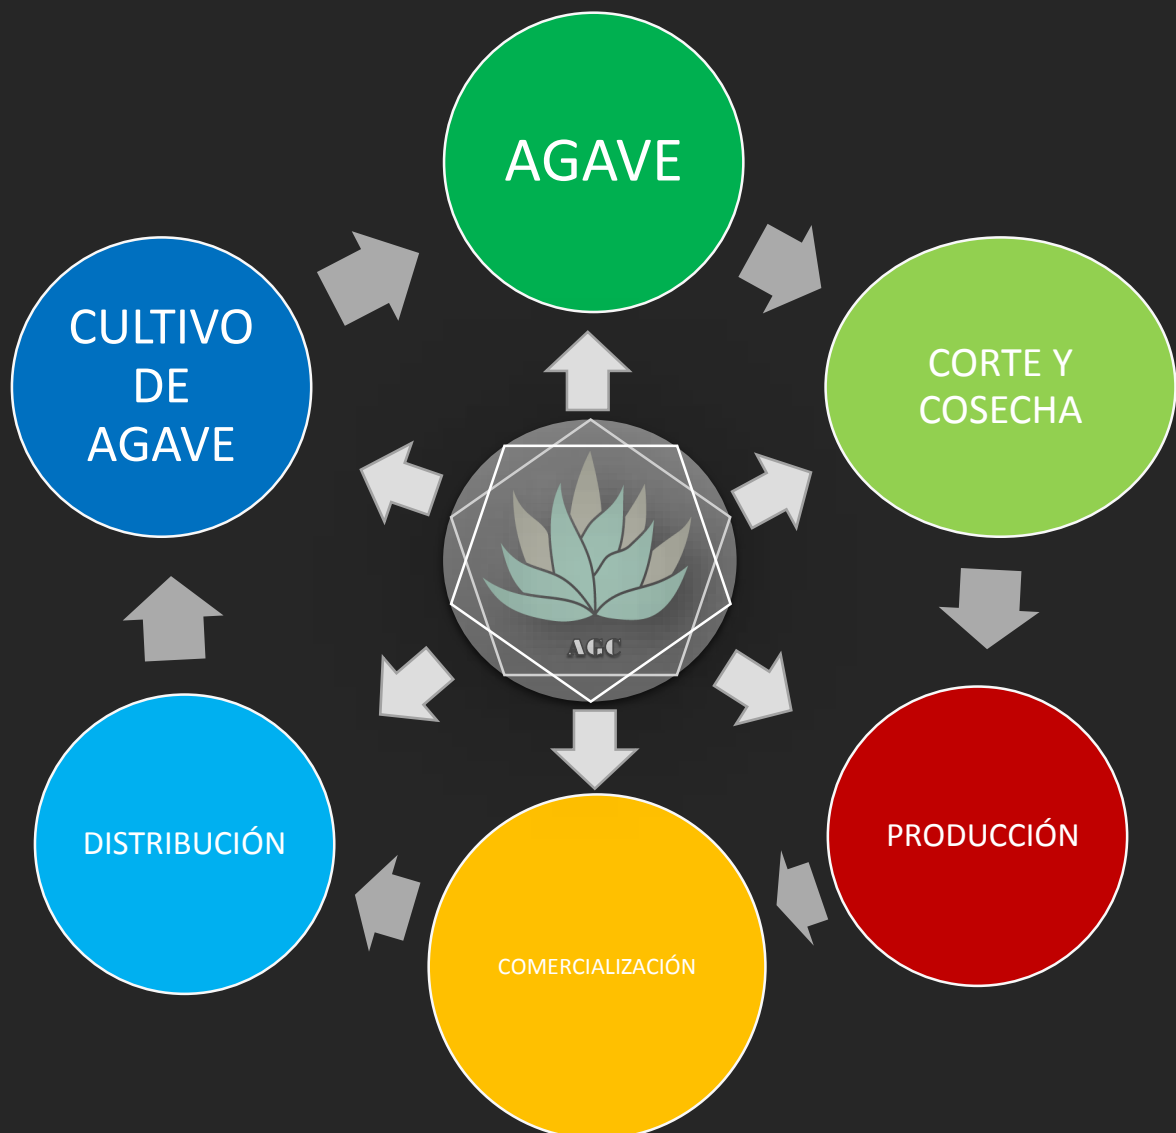 AGAVE
CORTE Y
COSECHA
PRODUCCIÓN
COMERCIALIZACIÓN
DISTRIBUCIÓN
CULTIVO
DE
AGAVE
AGC